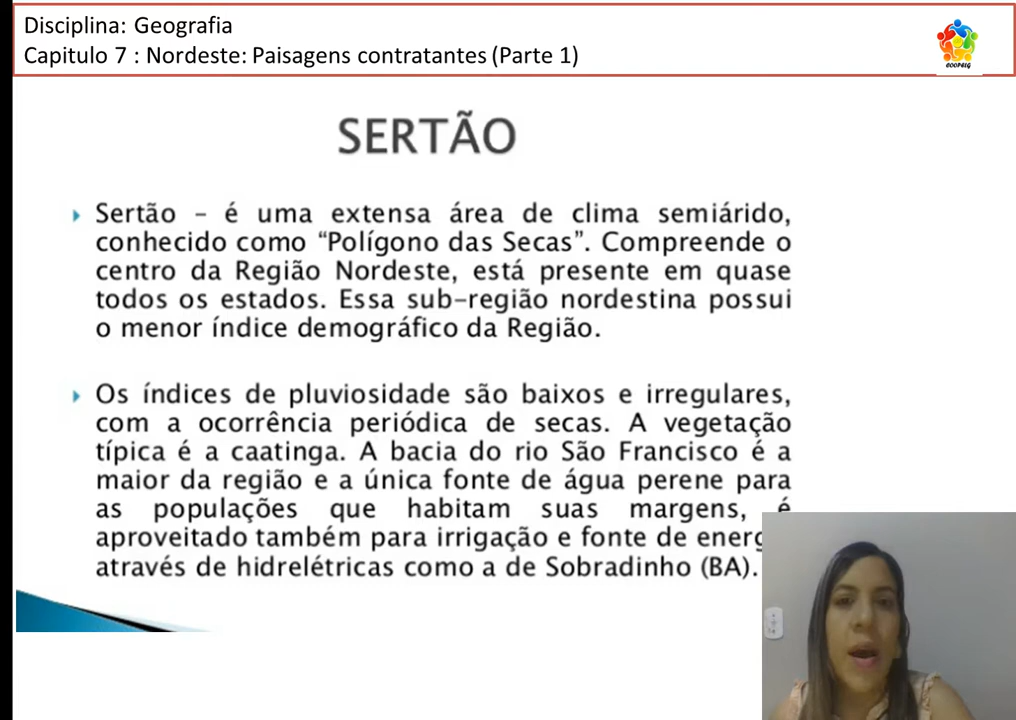 Disciplina: Geografia
Capitulo 7 : Nordeste: Paisagens contratantes (Parte 1)
COOPEIG
SERTÃO
Sertão – é uma extensa área de clima semiárido,
conhecido como “Polígono das Secas”. Compreende o
centro da Região Nordeste, está presente em quase
todos os estados. Essa sub-região nordestina possui
o menor índice demográfico da Região.
Os índices de pluviosidade são baixos e irregulares,
com a ocorrência periódica de secas. A vegetação
típica é a caatinga. A bacia do rio São Francisco é a
maior da região e a única fonte de água perene para
as populações que habitam suas margens, é
aproveitado também para irrigação e fonte de energ
através de hidrelétricas como a de Sobradinho (BA).